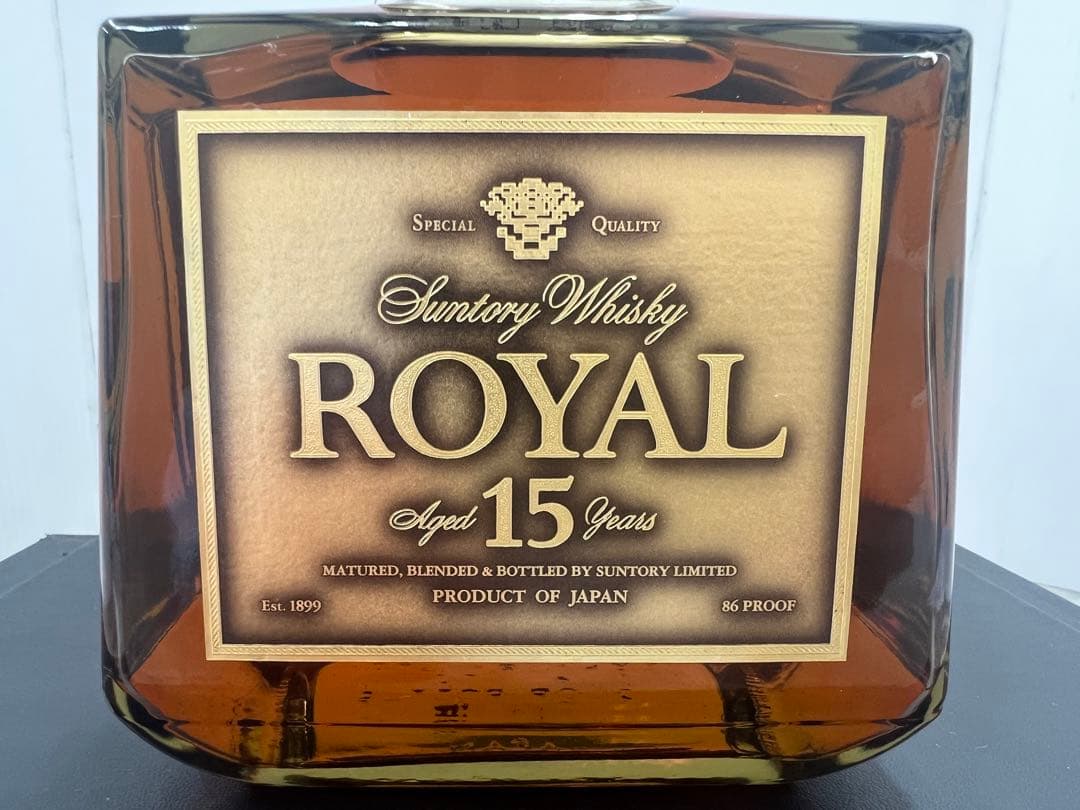 SPECIAL QUALITY
Suntory Whisky
ROYAL
Aged 15 Years
MATURED, BLENDED & BOTTLED BY SUNTORY LIMITED
PRODUCT OF JAPAN
Est. 1899 86 PROOF